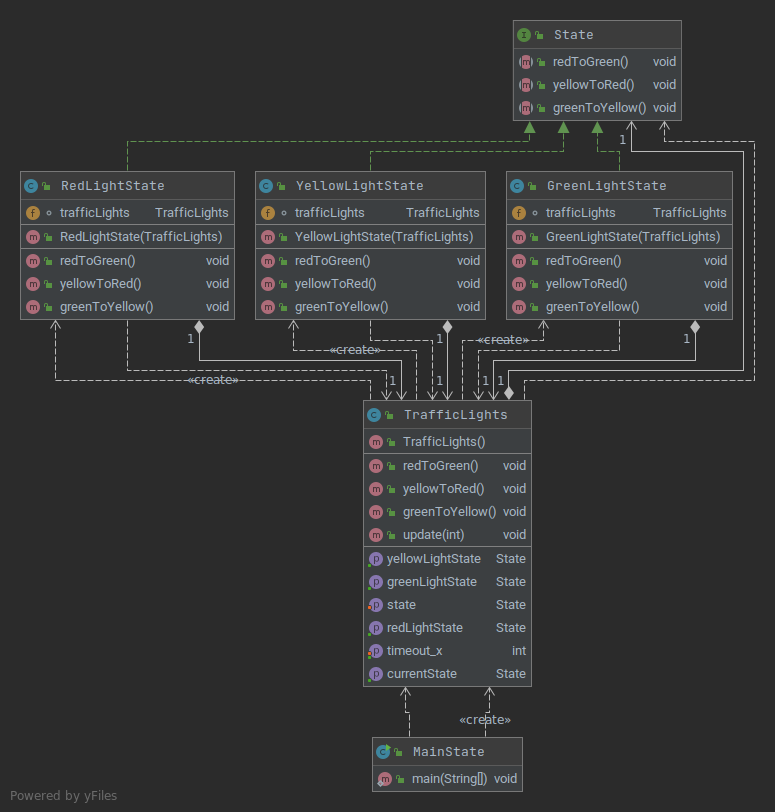 State
redToGreen() void
yellowToRed() void
greenToYellow() void
1
RedLightState
trafficLights TrafficLights
RedLightState(TrafficLights)
redToGreen() void
yellowToRed() void
greenToYellow() void
YellowLightState
trafficLights TrafficLights
YellowLightState(TrafficLights)
redToGreen() void
yellowToRed() void
greenToYellow() void
GreenLightState
trafficLights TrafficLights
GreenLightState(TrafficLights)
redToGreen() void
yellowToRed() void
greenToYellow() void
1 1 1
«create» «create»
«create» 1 1 1 1
TrafficLights
TrafficLights()
redToGreen() void
yellowToRed() void
greenToYellow() void
update(int) void
yellowLightState State
greenLightState State
state State
redLightState State
timeout_x int
currentState State
«create»
MainState
main(String[]) void
Powered by yFiles